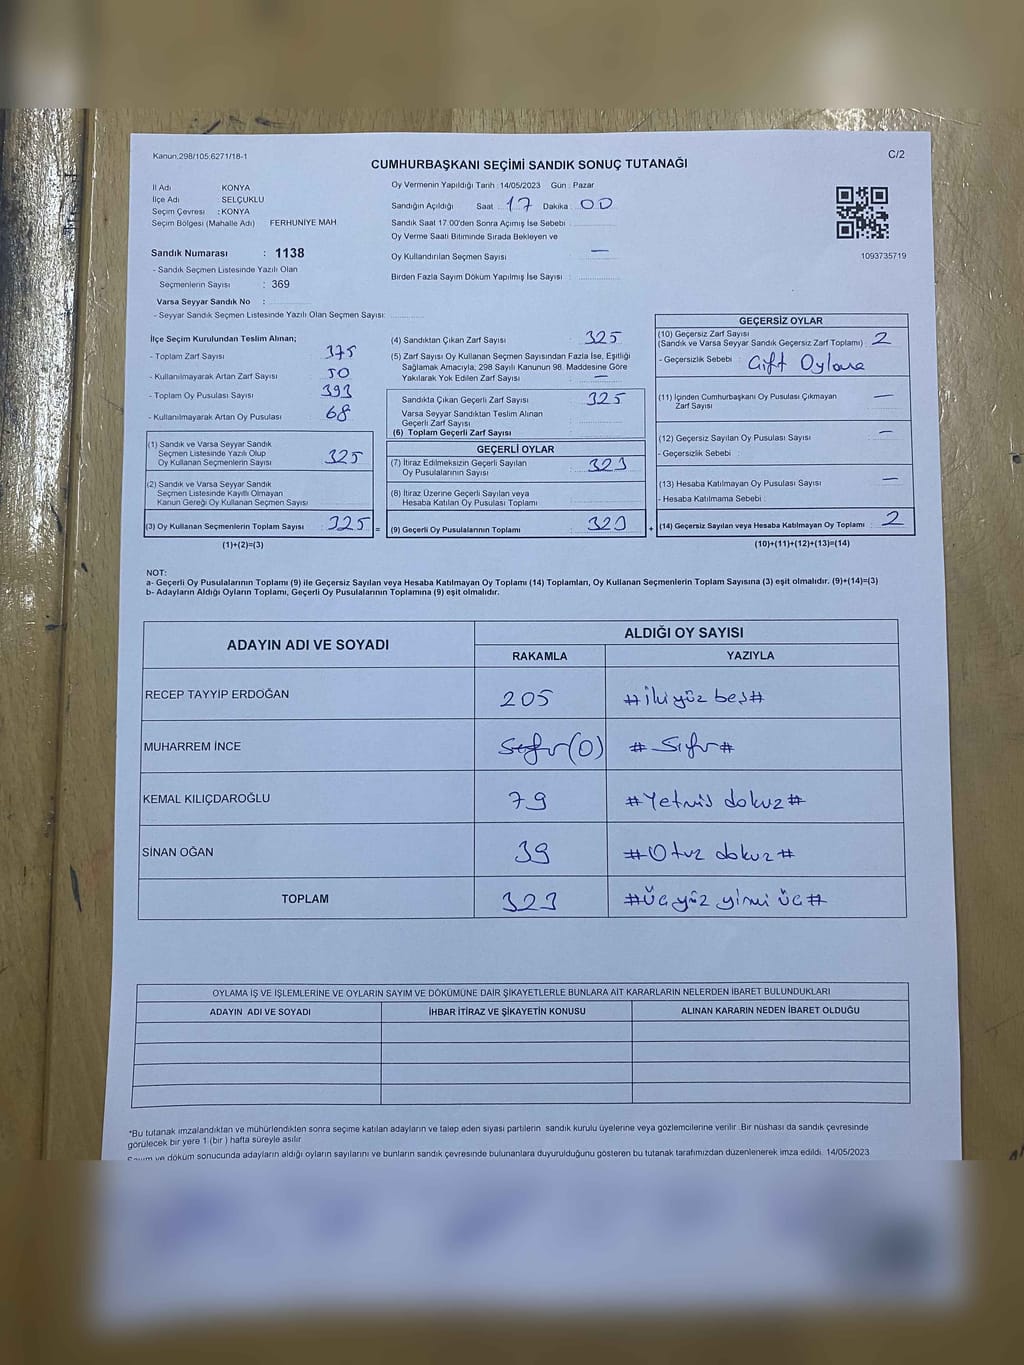 Kanun,298/105.6271/18-1
C/2
CUMHURBAŞKANI SEÇİMİ SANDIK SONUÇ TUTANAĞI
İl Adı KONYA
İlçe Adı SELÇUKLU
Seçim Çevresi : KONYA
Seçim Bölgesi (Mahalle Adı) FERHUNİYE MAH
Sandık Numarası : 1138
- Sandık Seçmen Listesinde Yazılı Olan
Seçmenlerin Sayısı : 369
Varsa Seyyar Sandık No :
- Seyyar Sandık Seçmen Listesinde Yazılı Olan Seçmen Sayısı:
Oy Vermenin Yapıldığı Tarih : 14/05/2023 Gün : Pazar
Sandığın Açıldığı Saat : 17 Dakika : 00
Sandık Saat 17.00'den Sonra Açımış İse Sebebi :
Oy Verme Saati Bitiminde Sırada Bekleyen ve
Oy Kullandırılan Seçmen Sayısı : —
Birden Fazla Sayım Döküm Yapılmış İse Sayısı :
1093735719
İlçe Seçim Kurulundan Teslim Alınan;
- Toplam Zarf Sayısı : 375
- Kullanılmayarak Artan Zarf Sayısı : 50
- Toplam Oy Pusulası Sayısı : 393
- Kullanılmayarak Artan Oy Pusulası : 68
(1) Sandık ve Varsa Seyyar Sandık
Seçmen Listesinde Yazılı Olup
Oy Kullanan Seçmenlerin Sayısı : 325
(2) Sandık ve Varsa Seyyar Sandık
Seçmen Listesinde Kayıtlı Olmayan
Kanun Gereği Oy Kullanan Seçmen Sayısı :
(3) Oy Kullanan Seçmenlerin Toplam Sayısı : 325 =
(1)+(2)=(3)
(4) Sandıktan Çıkan Zarf Sayısı : 325
(5) Zarf Sayısı Oy Kullanan Seçmen Sayısından Fazla İse, Eşitliği
Sağlamak Amacıyla, 298 Sayılı Kanunun 98. Maddesine Göre
Yakılarak Yok Edilen Zarf Sayısı : —
Sandıkta Çıkan Geçerli Zarf Sayısı : 325
Varsa Seyyar Sandıktan Teslim Alınan
Geçerli Zarf Sayısı :
(6) Toplam Geçerli Zarf Sayısı
GEÇERLİ OYLAR
(7) İtiraz Edilmeksizin Geçerli Sayılan
Oy Pusulalarının Sayısı : 323
(8) İtiraz Üzerine Geçerli Sayılan veya
Hesaba Katılan Oy Pusulası Toplamı :
(9) Geçerli Oy Pusulalarının Toplamı : 323 +
GEÇERSİZ OYLAR
(10) Geçersiz Zarf Sayısı
(Sandık ve Varsa Seyyar Sandık Geçersiz Zarf Toplamı) : 2
- Geçersizlik Sebebi : Çift Oylama
(11) İçinden Cumhurbaşkanı Oy Pusulası Çıkmayan
Zarf Sayısı : —
(12) Geçersiz Sayılan Oy Pusulası Sayısı : —
- Geçersizlik Sebebi :
(13) Hesaba Katılmayan Oy Pusulası Sayısı : —
- Hesaba Katılmama Sebebi :
(14) Geçersiz Sayılan veya Hesaba Katılmayan Oy Toplamı : 2
(10)+(11)+(12)+(13)=(14)
NOT:
a- Geçerli Oy Pusulalarının Toplamı (9) ile Geçersiz Sayılan veya Hesaba Katılmayan Oy Toplamı (14) Toplamları, Oy Kullanan Seçmenlerin Toplam Sayısına (3) eşit olmalıdır. (9)+(14)=(3)
b- Adayların Aldığı Oyların Toplamı, Geçerli Oy Pusulalarının Toplamına (9) eşit olmalıdır.
ADAYIN ADI VE SOYADI
ALDIĞI OY SAYISI
RAKAMLA YAZIYLA
RECEP TAYYİP ERDOĞAN 205 #iki yüz beş#
MUHARREM İNCE Sıfır(0) #Sıfır#
KEMAL KILIÇDAROĞLU 79 #Yetmiş dokuz#
SİNAN OĞAN 39 #Otuz dokuz#
TOPLAM 323 #Üç yüz yirmi üç#
OYLAMA İŞ VE İŞLEMLERİNE VE OYLARIN SAYIM VE DÖKÜMÜNE DAİR ŞİKAYETLERLE BUNLARA AİT KARARLARIN NELERDEN İBARET BULUNDUKLARI
ADAYIN ADI VE SOYADI İHBAR İTİRAZ VE ŞİKAYETİN KONUSU ALINAN KARARIN NEDEN İBARET OLDUĞU
*Bu tutanak imzalandıktan ve mühürlendikten sonra seçime katılan adayların ve talep eden siyasi partilerin sandık kurulu üyelerine veya gözlemcilerine verilir. Bir nüshası da sandık çevresinde
görülecek bir yere 1 (bir ) hafta süreyle asılır
Sayım ve döküm sonucunda adayların aldığı oyların sayılarını ve bunların sandık çevresinde bulunanlara duyurulduğunu gösteren bu tutanak tarafımızdan düzenlenerek imza edildi. 14/05/2023